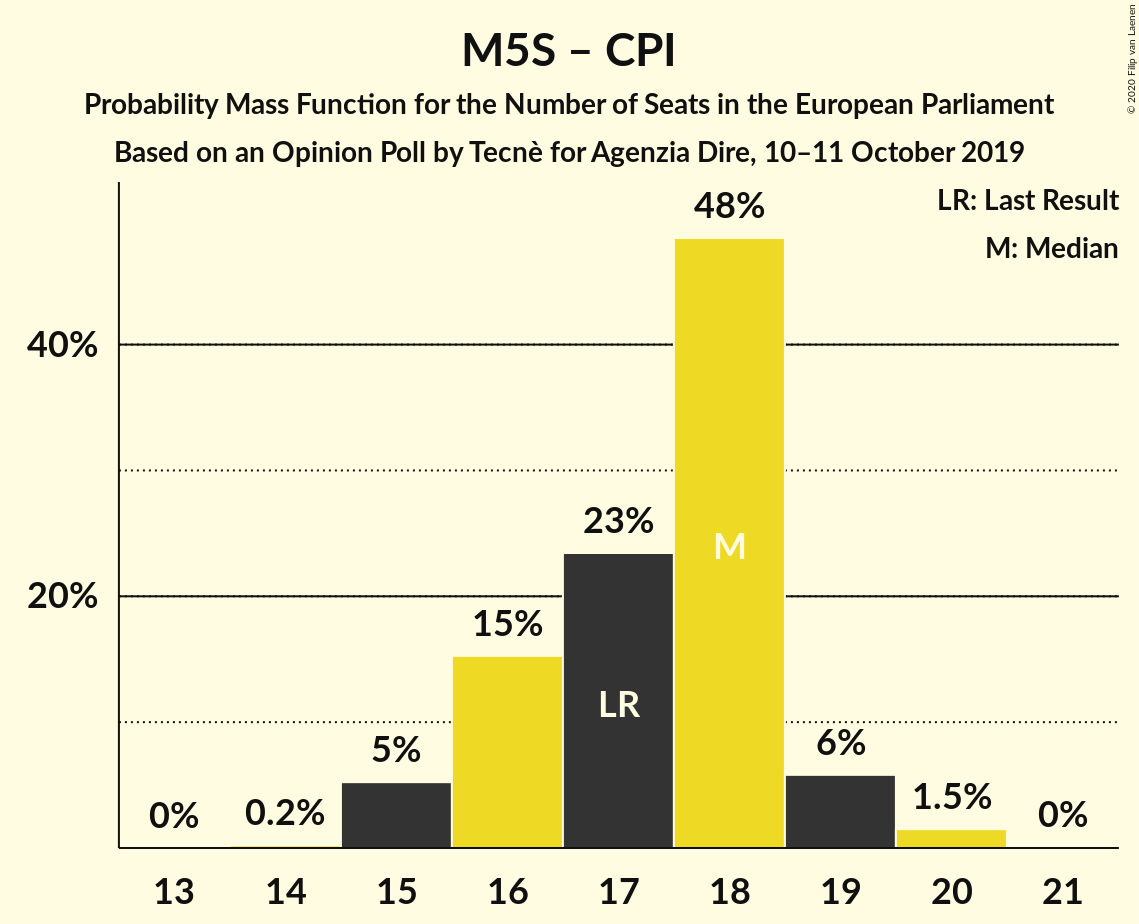 M5S – CPI
Probability Mass Function for the Number of Seats in the European Parliament
Based on an Opinion Poll by Tecnè for Agenzia Dire, 10–11 October 2019
© 2020 Filip van Laenen
LR: Last Result
M: Median
48%
40%
23%
M
20%
15%
LR
5%
6%
0%
0.2%
1.5%
0%
13 14 15 16 17 18 19 20 21